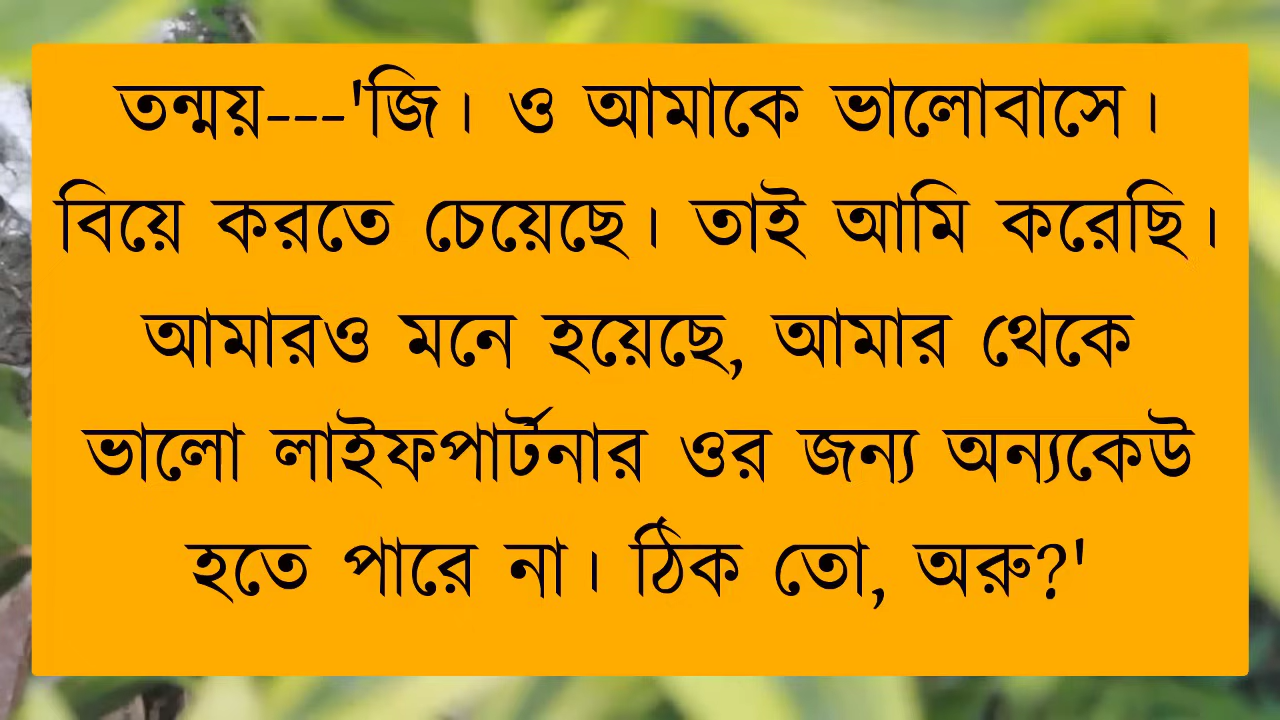 তন্ময়---'জি। ও আমাকে ভালোবাসে।
বিয়ে করতে চেয়েছে। তাই আমি করেছি।
আমারও মনে হয়েছে, আমার থেকে
ভালো লাইফপার্টনার ওর জন্য অন্যকেউ
হতে পারে না। ঠিক তো, অরু?'